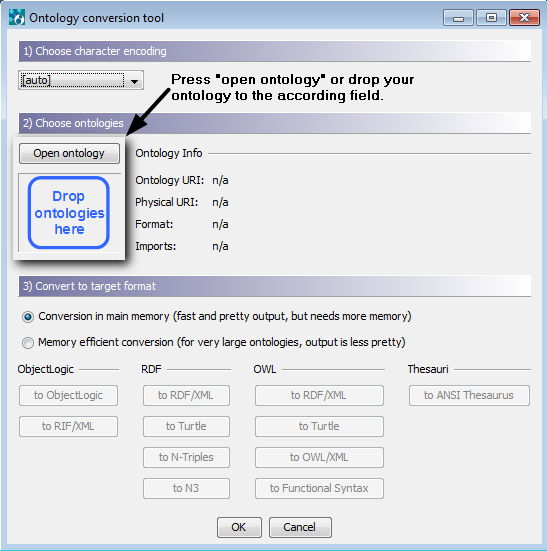 Ontology conversion tool
1) Choose character encoding
[auto]
Press "open ontology" or drop your
ontology to the according field.
2) Choose ontologies
Open ontology
Drop
ontologies
here
Ontology Info
Ontology URI: n/a
Physical URI: n/a
Format: n/a
Imports: n/a
3) Convert to target format
Conversion in main memory (fast and pretty output, but needs more memory)
Memory efficient conversion (for very large ontologies, output is less pretty)
ObjectLogic RDF OWL Thesauri
to ObjectLogic to RDF/XML to RDF/XML to ANSI Thesaurus
to RIF/XML to Turtle to Turtle
to N-Triples to OWL/XML
to N3 to Functional Syntax
OK Cancel